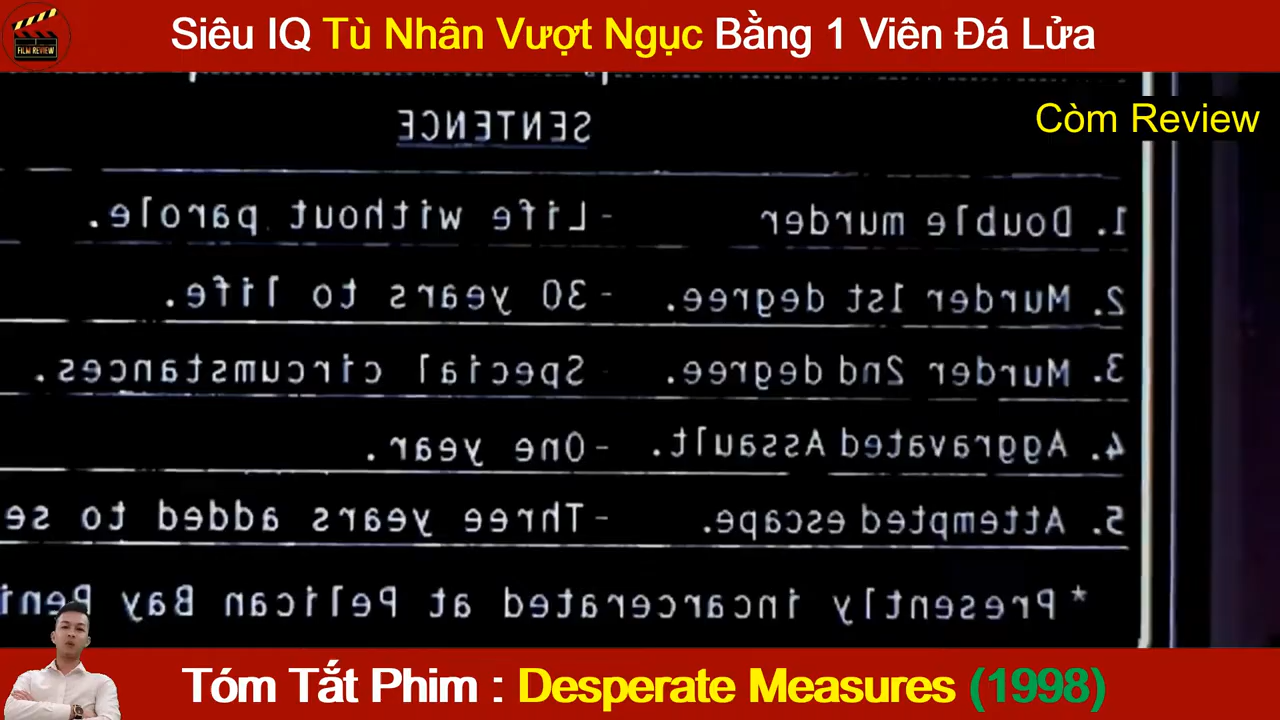 FILM REVIEW
Siêu IQ Tù Nhân Vượt Ngục Bằng 1 Viên Đá Lửa
Còm Review
SENTENCE
1. Double murder - Life without parole.
2. Murder 1st degree. - 30 years to life.
3. Murder 2nd degree. - Special circumstances.
4. Aggravated Assault. - One year.
5. Attempted escape. - Three years added to se
* Presently incarcerated at Pelican Bay Peni
Tóm Tắt Phim : Desperate Measures (1998)